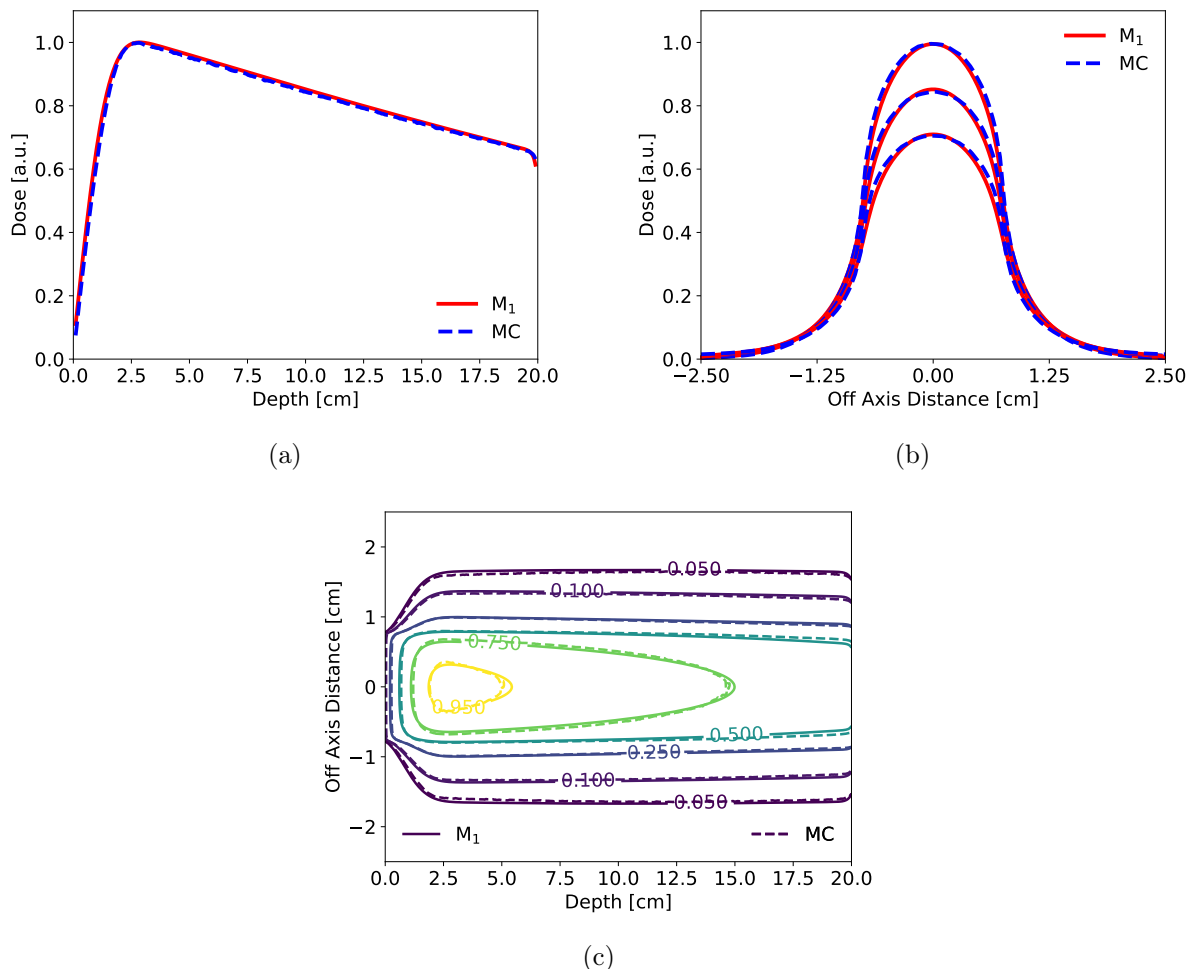 1.0
0.8
0.6
0.4
0.2
0.0
Dose [a.u.]
0.0 2.5 5.0 7.5 10.0 12.5 15.0 17.5 20.0
Depth [cm]
M₁
MC
(a)
1.0
0.8
0.6
0.4
0.2
0.0
Dose [a.u.]
−2.50 −1.25 0.00 1.25 2.50
Off Axis Distance [cm]
M₁
MC
(b)
2
1
0
−1
−2
Off Axis Distance [cm]
0.050
0.100
0.750
0.950
0.500
0.250
0.100
0.050
M₁
MC
0.0 2.5 5.0 7.5 10.0 12.5 15.0 17.5 20.0
Depth [cm]
(c)